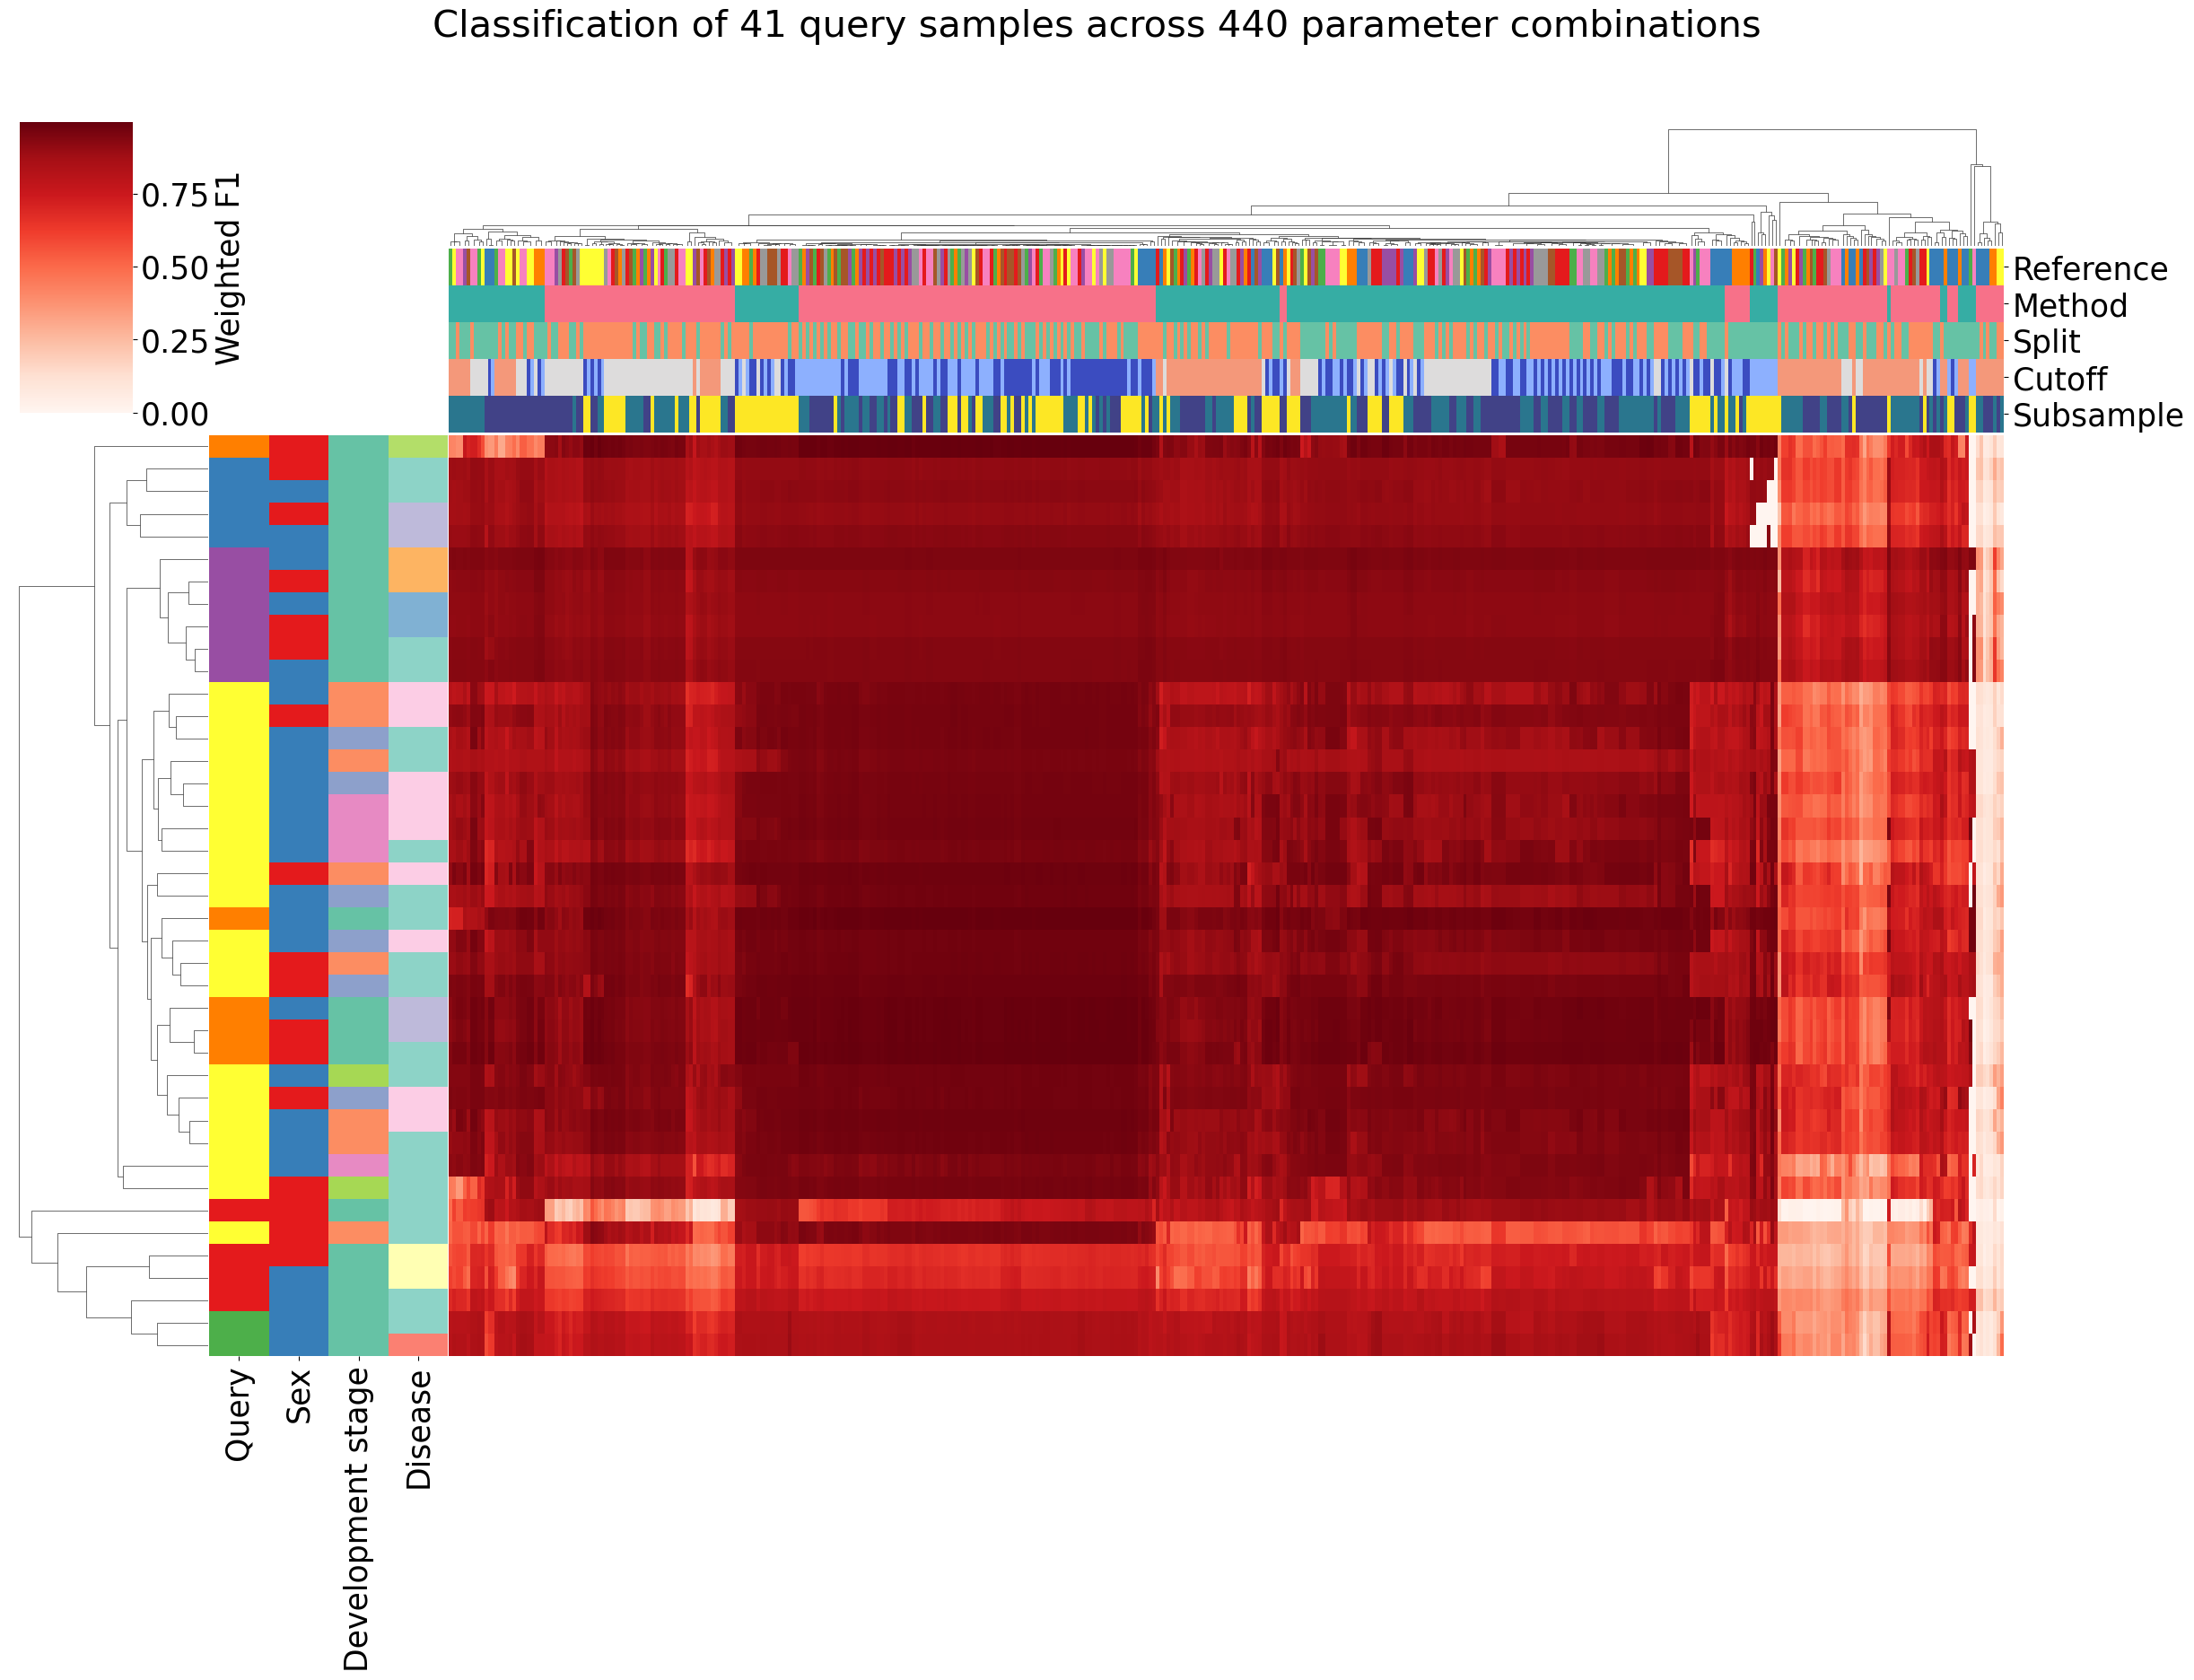 Classification of 41 query samples across 440 parameter combinations
0.75
0.50
0.25
0.00
Weighted F1
Reference
Method
Split
Cutoff
Subsample
Query
Sex
Development stage
Disease